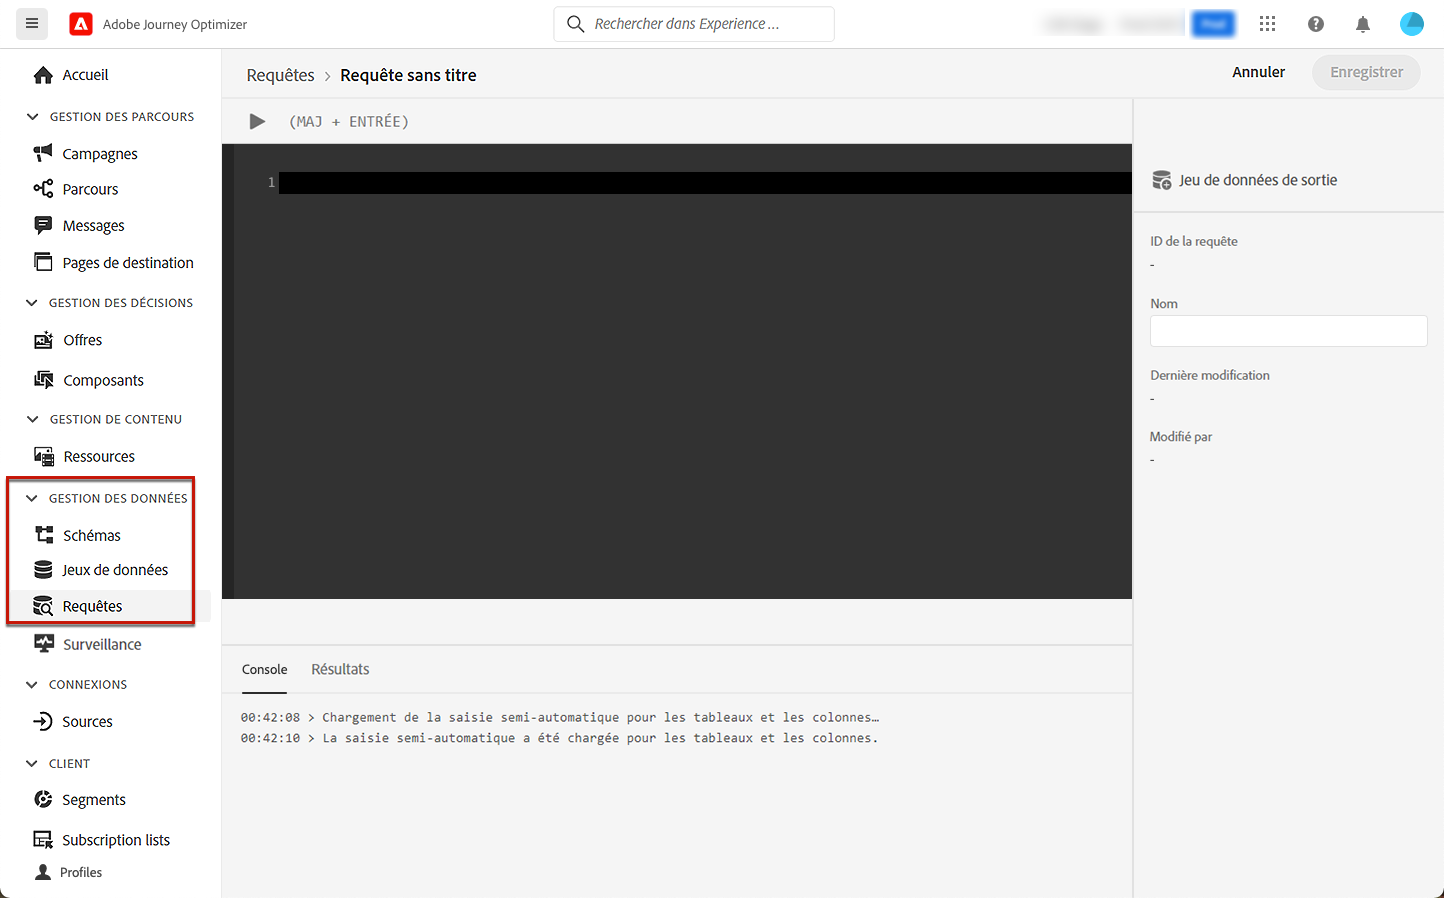 Adobe Journey Optimizer
Rechercher dans Experience ...
Accueil
GESTION DES PARCOURS
Campagnes
Parcours
Messages
Pages de destination
GESTION DES DÉCISIONS
Offres
Composants
GESTION DE CONTENU
Ressources
GESTION DES DONNÉES
Schémas
Jeux de données
Requêtes
Surveillance
CONNEXIONS
Sources
CLIENT
Segments
Subscription lists
Profiles
Requêtes > Requête sans titre
Annuler
Enregistrer
(MAJ + ENTRÉE)
1
Console
Résultats
00:42:08 > Chargement de la saisie semi-automatique pour les tableaux et les colonnes…
00:42:10 > La saisie semi-automatique a été chargée pour les tableaux et les colonnes.
Jeu de données de sortie
ID de la requête
-
Nom
Dernière modification
-
Modifié par
-